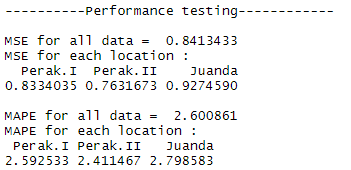 ----------Performance testing------------
MSE for all data =  0.8413433
MSE for each location :
  Perak.I  Perak.II    Juanda
0.8334035 0.7631673 0.9274590
MAPE for all data =  2.600861
MAPE for each location :
 Perak.I Perak.II   Juanda
2.592533 2.411467 2.798583